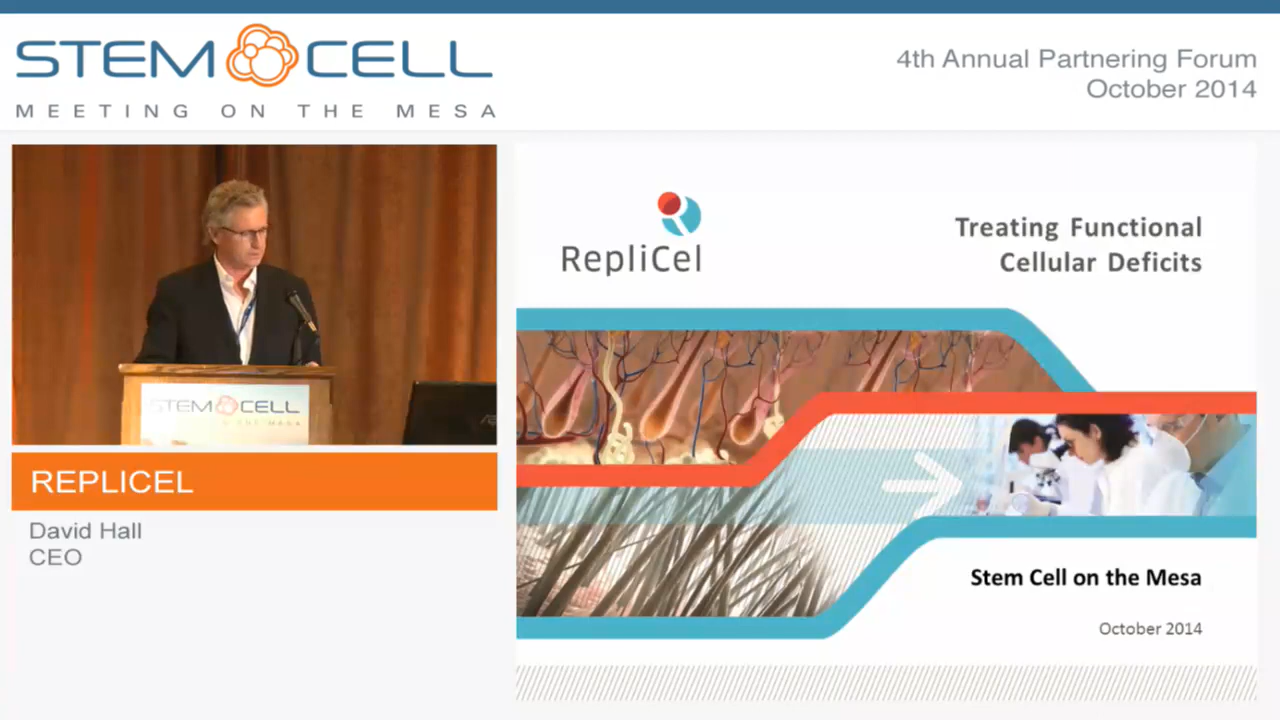 STEM CELL
MEETING ON THE MESA
4th Annual Partnering Forum
October 2014
STEM CELL
RepliCel
Treating Functional
Cellular Deficits
REPLICEL
David Hall
CEO
Stem Cell on the Mesa
October 2014